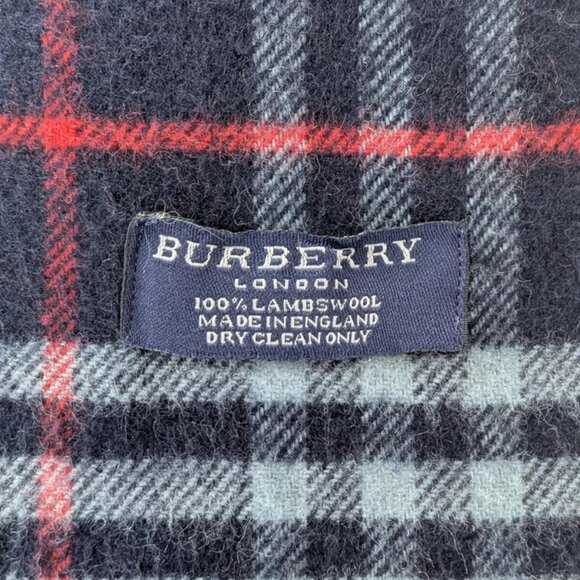 BURBERRY
LONDON
100% LAMBSWOOL
MADE IN ENGLAND
DRY CLEAN ONLY